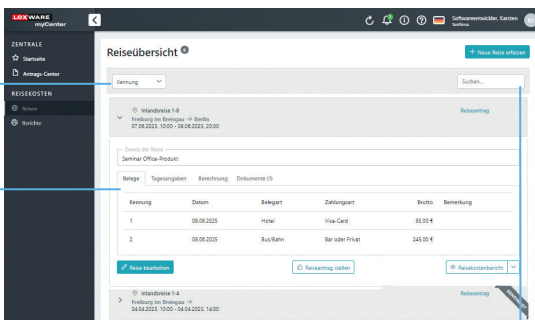 LEXWARE
myCenter
Softwareentwickler, Karsten
Testfirma
ZENTRALE
Startseite
Antrags-Center
REISEKOSTEN
Reisen
Berichte
Reiseübersicht
+ Neue Reise erfassen
Kennung
Suchen...
Inlandsreise 1-8
Reiseantrag
Freiburg im Breisgau → Berlin
07.06.2025, 10:00 - 08.06.2025, 20:00
Zweck der Reise
Seminar Office-Produkt
Belege Tagesangaben Berechnung Dokumente (1)
Kennung Datum Belegart Zahlungsart Brutto Bemerkung
1 08.06.2025 Hotel Visa-Card 85,00 €
2 08.06.2025 Bus/Bahn Bar oder Privat 245,00 €
Reise bearbeiten Reiseantrag stellen Reisekostenbericht
Inlandsreise 1-4
Reiseantrag
Freiburg im Breisgau →
04.04.2025, 10:00 - 04.04.2025, 14:00